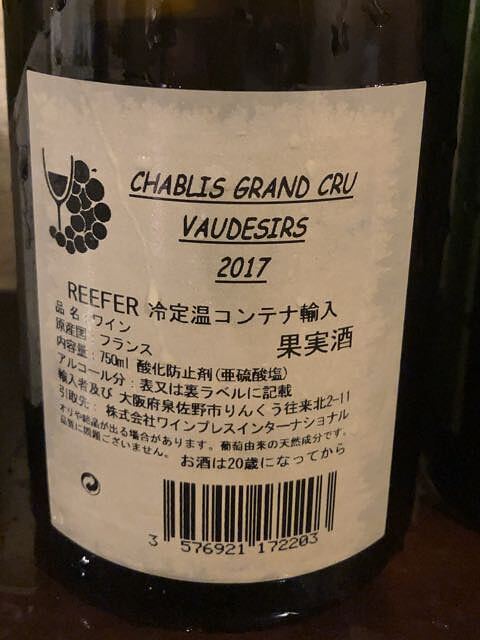 CHABLIS GRAND CRU
VAUDESIRS
2017
REEFER 冷定温コンテナ輸入
品名：ワイン
果実酒
原産国：フランス
内容量：750ml 酸化防止剤(亜硫酸塩)
アルコール分：表又は裏ラベルに記載
輸入者及び 大阪府泉佐野市りんくう往来北2-11
引取先： 株式会社ワインプレスインターナショナル
オリや結晶が出る場合があります。葡萄由来の天然成分です。
品質に問題ございません。
お酒は20歳になってから
3 576921 172203